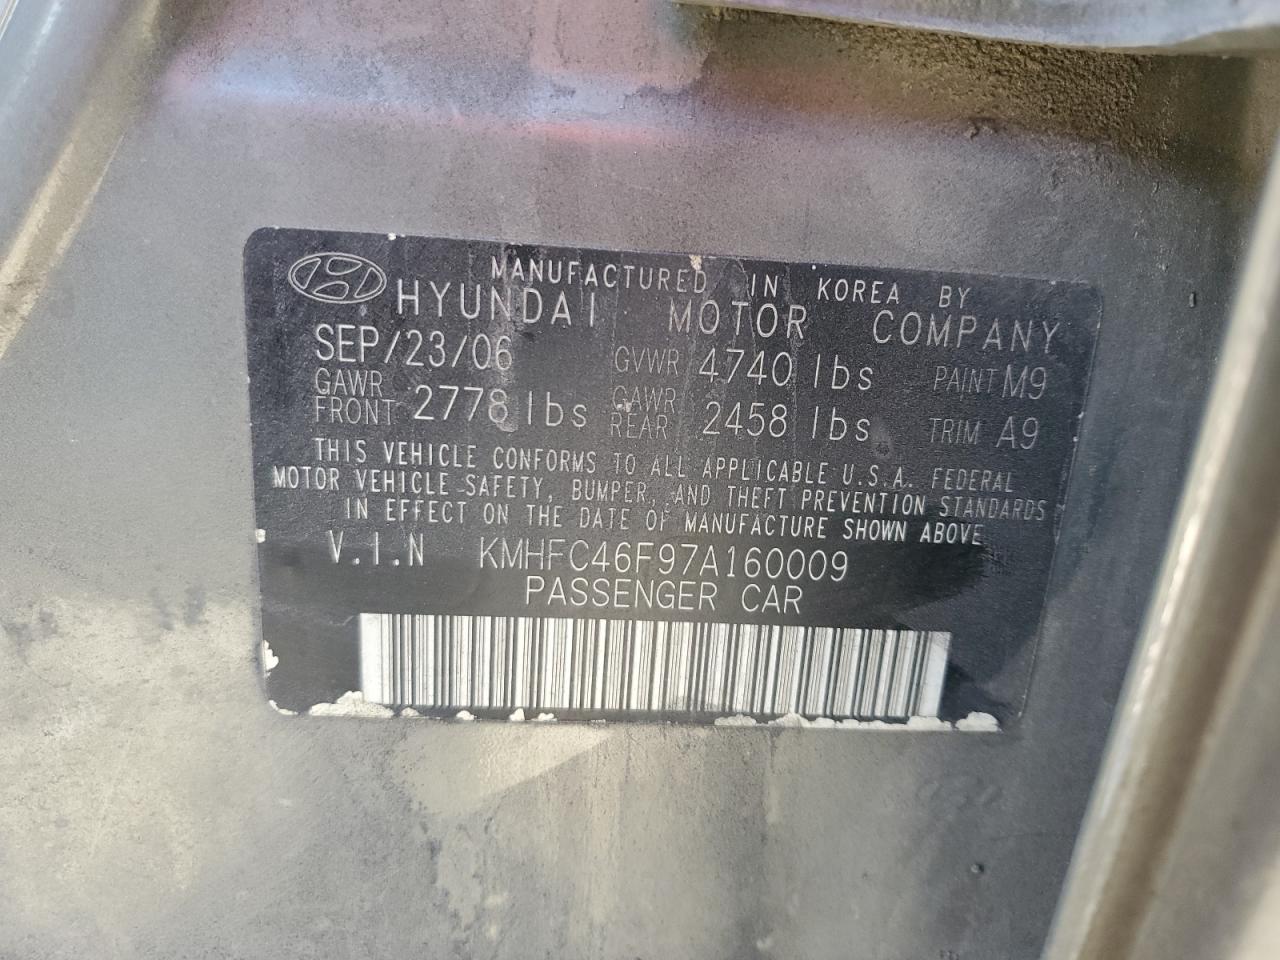 MANUFACTURED IN KOREA BY
HYUNDAI MOTOR COMPANY
SEP/23/06 GVWR 4740 lbs PAINT M9
GAWR FRONT 2778 lbs GAWR REAR 2458 lbs TRIM A9
THIS VEHICLE CONFORMS TO ALL APPLICABLE U.S.A. FEDERAL
MOTOR VEHICLE SAFETY, BUMPER, AND THEFT PREVENTION STANDARDS
IN EFFECT ON THE DATE OF MANUFACTURE SHOWN ABOVE
V.I.N KMHFC46F97A160009
PASSENGER CAR